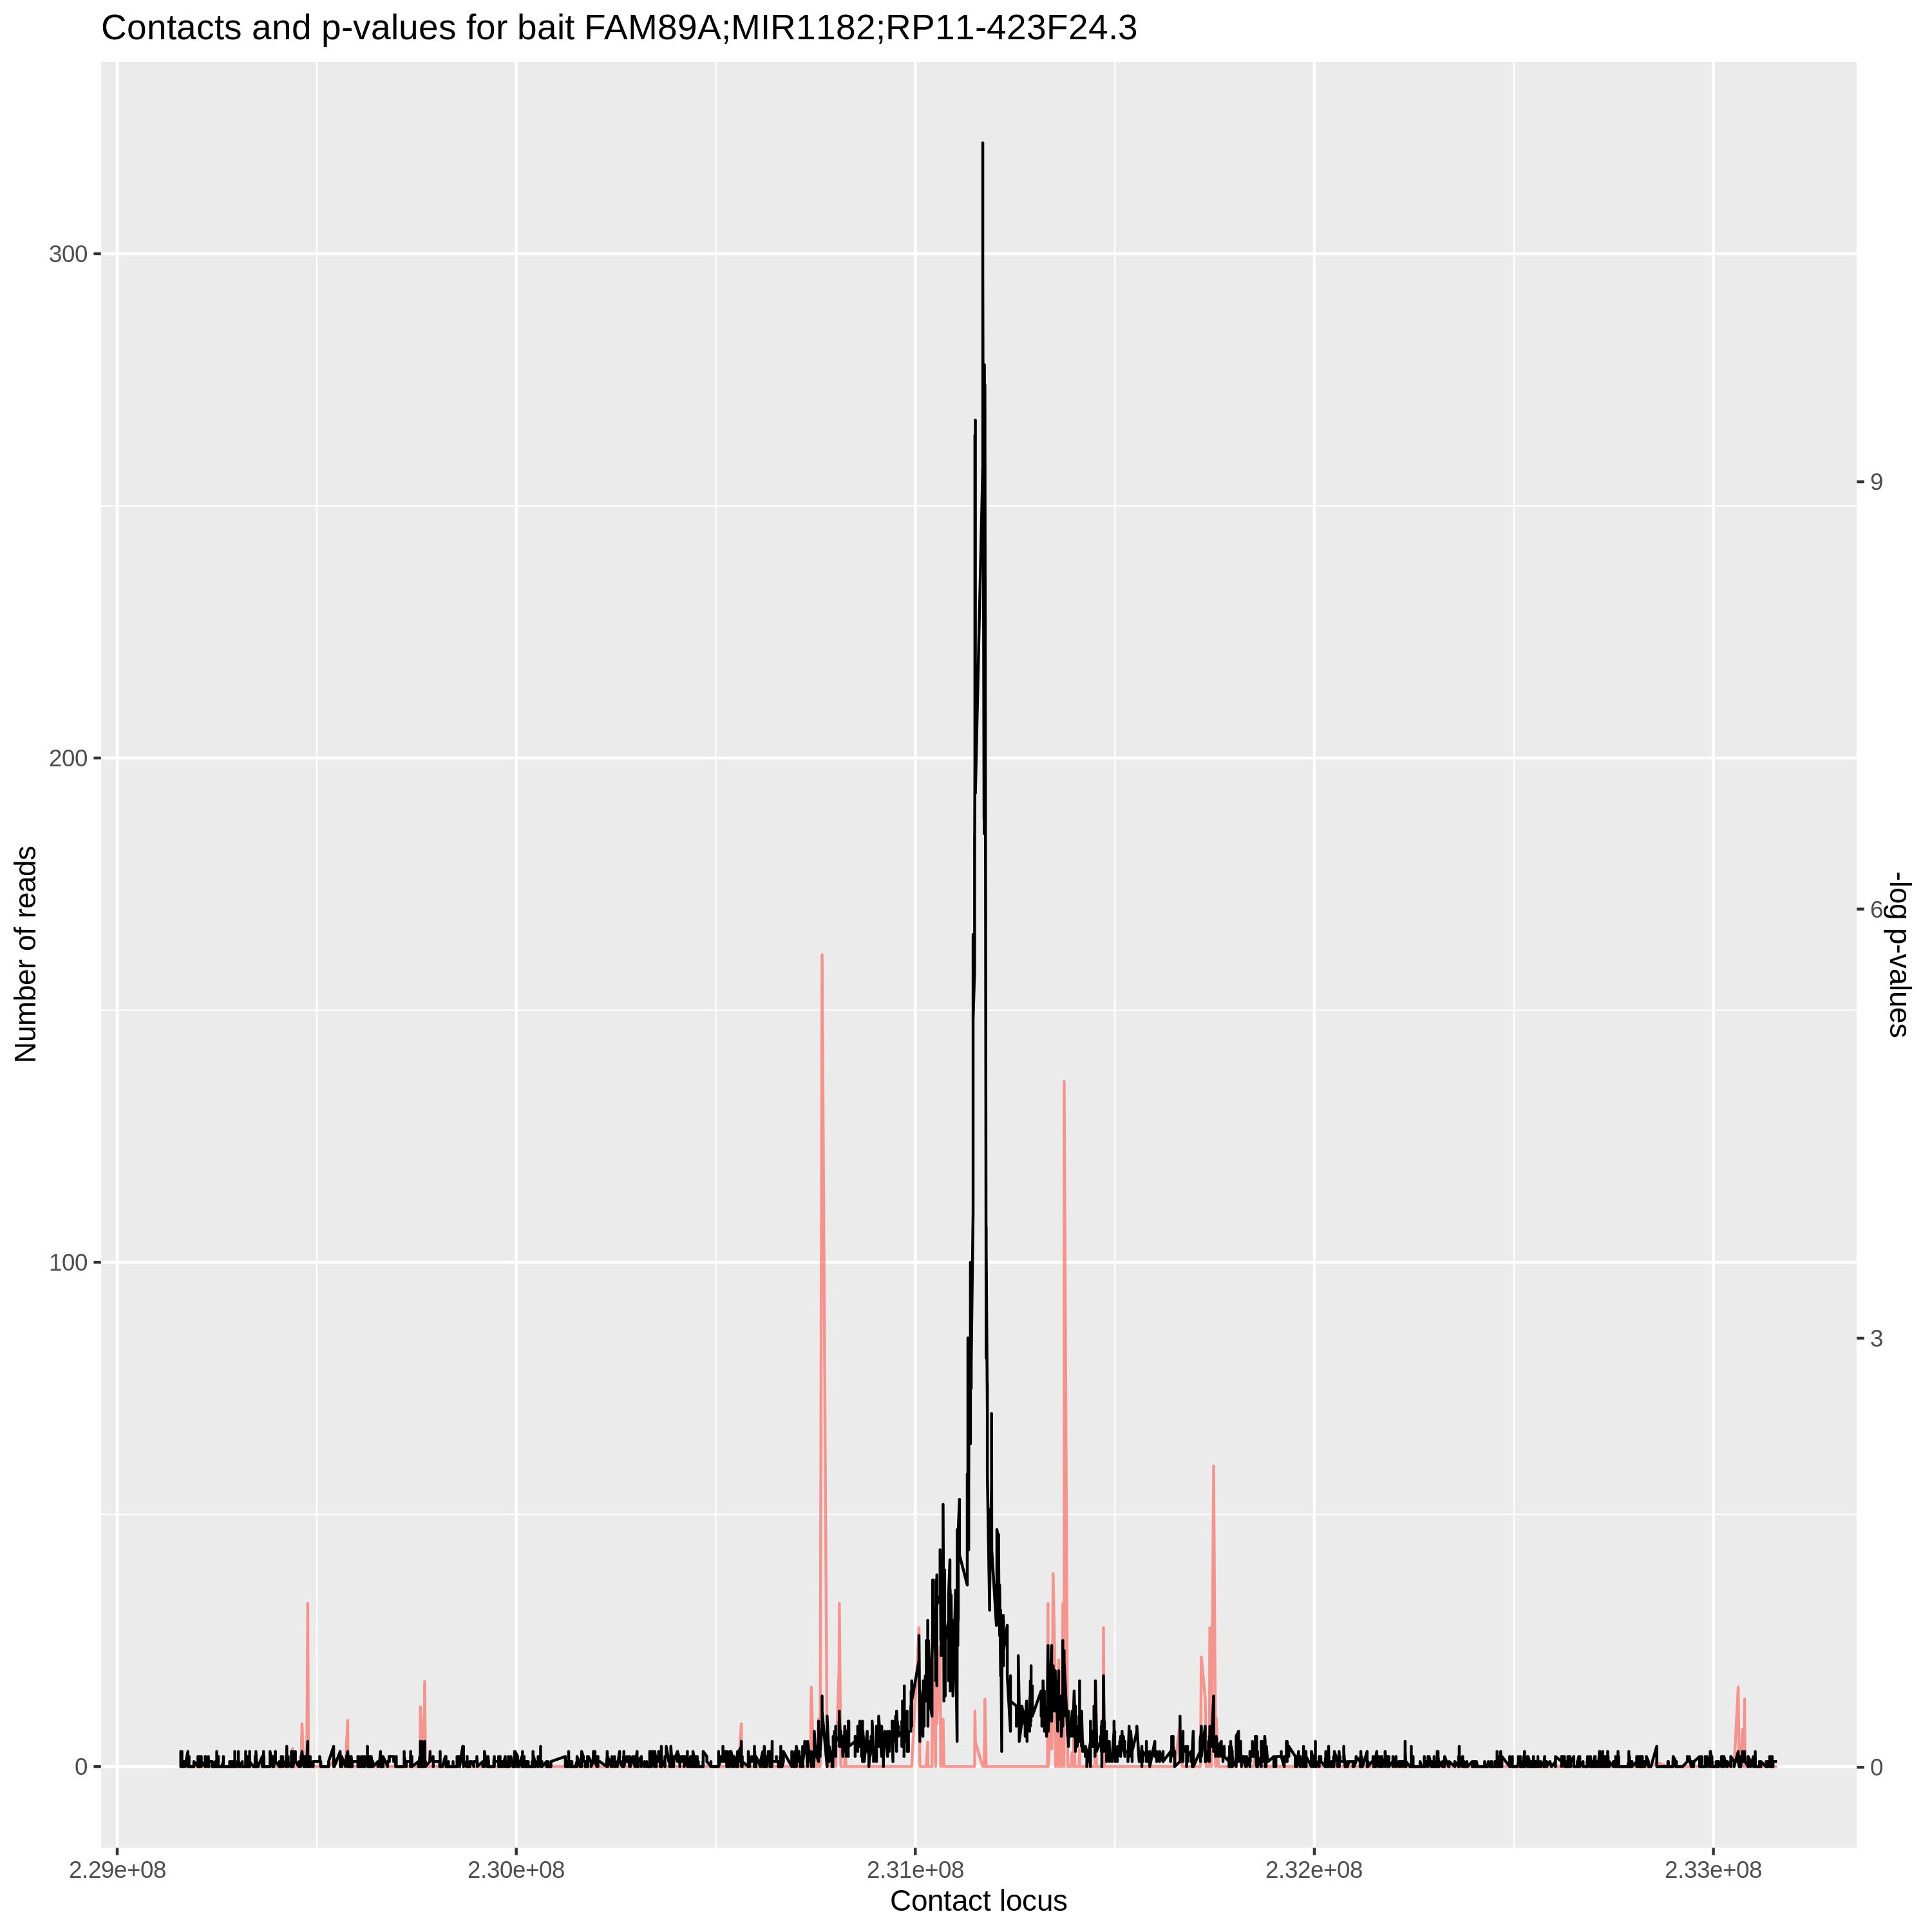 Contacts and p-values for bait FAM89A;MIR1182;RP11-423F24.3
300
200
100
0
9
6
3
0
Number of reads
-log p-values
2.29e+08 2.30e+08 2.31e+08 2.32e+08 2.33e+08
Contact locus